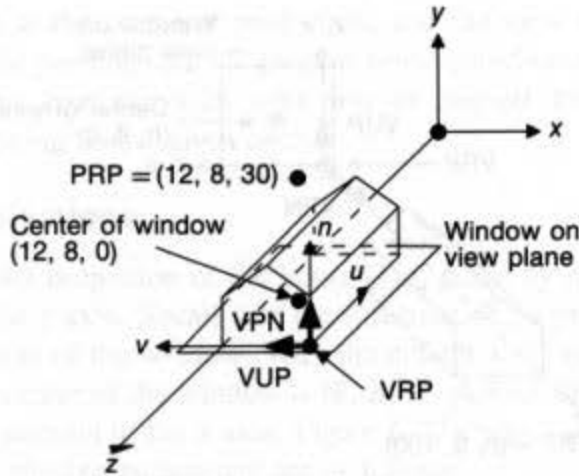 y
x
PRP = (12, 8, 30)
Center of window
(12, 8, 0)
n
Window on
view plane
u
VPN
v
VUP
VRP
z